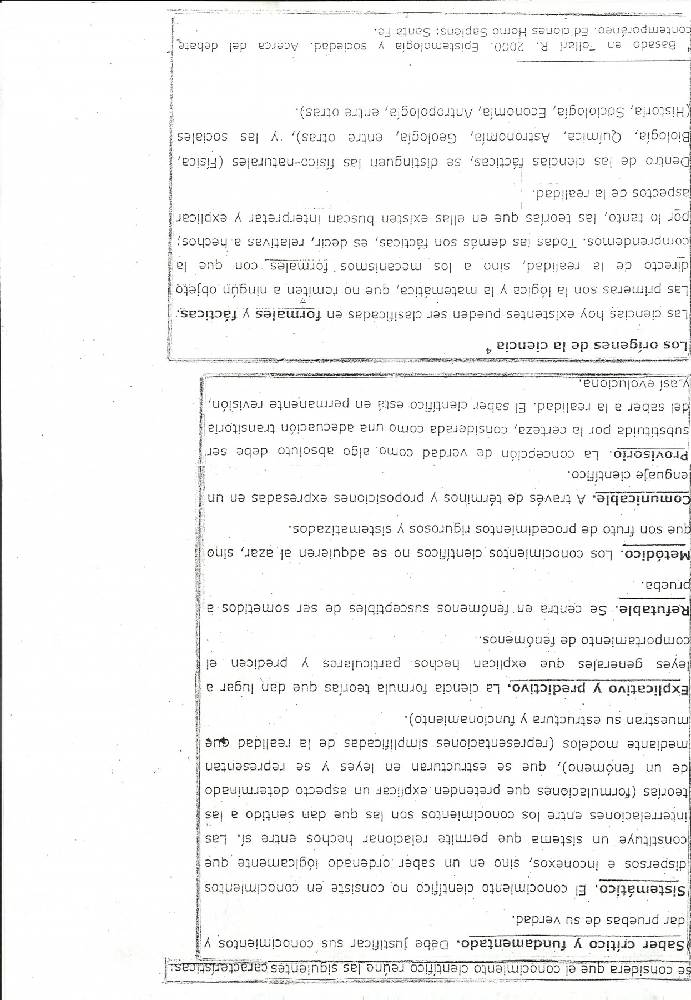 se considera que el conocimiento científico reúne las siguientes características:
Saber crítico y fundamentado. Debe justificar sus conocimientos y
dar pruebas de su verdad.
Sistemático. El conocimiento científico no consiste en conocimientos
dispersos e inconexos, sino en un saber ordenado lógicamente que
constituye un sistema que permite relacionar hechos entre sí. Las
interrelaciones entre los conocimientos son las que dan sentido a las
teorías (formulaciones que pretenden explicar un aspecto determinado
de un fenómeno), que se estructuran en leyes y se representan
mediante modelos (representaciones simplificadas de la realidad que
muestran su estructura y funcionamiento).
Explicativo y predictivo. La ciencia formula teorías que dan lugar a
leyes generales que explican hechos particulares y predicen el
comportamiento de fenómenos.
Refutable. Se centra en fenómenos susceptibles de ser sometidos a
prueba.
Metódico. Los conocimientos científicos no se adquieren al azar, sino
que son fruto de procedimientos rigurosos y sistematizados.
Comunicable. A través de términos y proposiciones expresadas en un
lenguaje científico.
Provisorio. La concepción de verdad como algo absoluto debe ser
substituida por la certeza, considerada como una adecuación transitoria
del saber a la realidad. El saber científico está en permanente revisión,
y así evoluciona.
Los orígenes de la ciencia 4
Las ciencias hoy existentes pueden ser clasificadas en formales y fácticas.
Las primeras son la lógica y la matemática, que no remiten a ningún objeto
directo de la realidad, sino a los mecanismos formales con que la
comprendemos. Todas las demás son fácticas, es decir, relativas a hechos;
por lo tanto, las teorías que en ellas existen buscan interpretar y explicar
aspectos de la realidad.
Dentro de las ciencias fácticas, se distinguen las físico-naturales (Física,
Biología, Química, Astronomía, Geología, entre otras), y las sociales
(Historia, Sociología, Economía, Antropología, entre otras).
4 Basado en Follari R. 2000. Epistemología y sociedad. Acerca del debate
contemporáneo. Ediciones Homo Sapiens: Santa Fe.